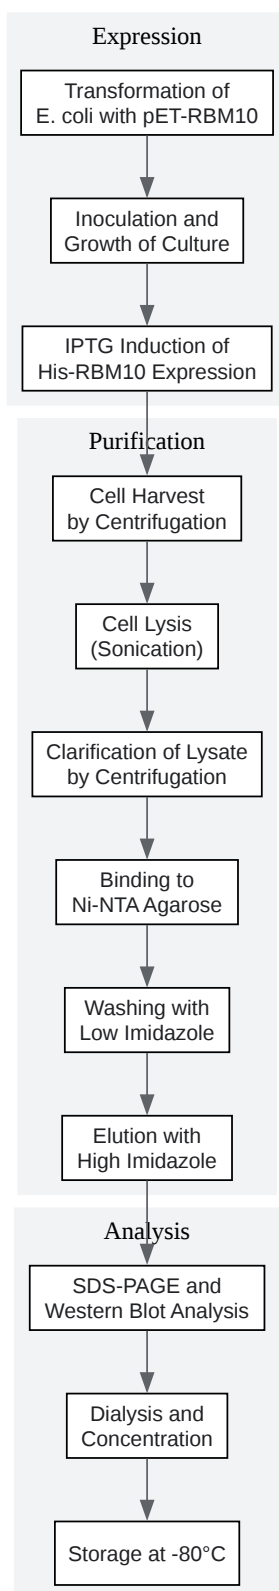 Expression
Transformation of
E. coli with pET-RBM10
Inoculation and
Growth of Culture
IPTG Induction of
His-RBM10 Expression
Purification
Cell Harvest
by Centrifugation
Cell Lysis
(Sonication)
Clarification of Lysate
by Centrifugation
Binding to
Ni-NTA Agarose
Washing with
Low Imidazole
Elution with
High Imidazole
Analysis
SDS-PAGE and
Western Blot Analysis
Dialysis and
Concentration
Storage at -80°C